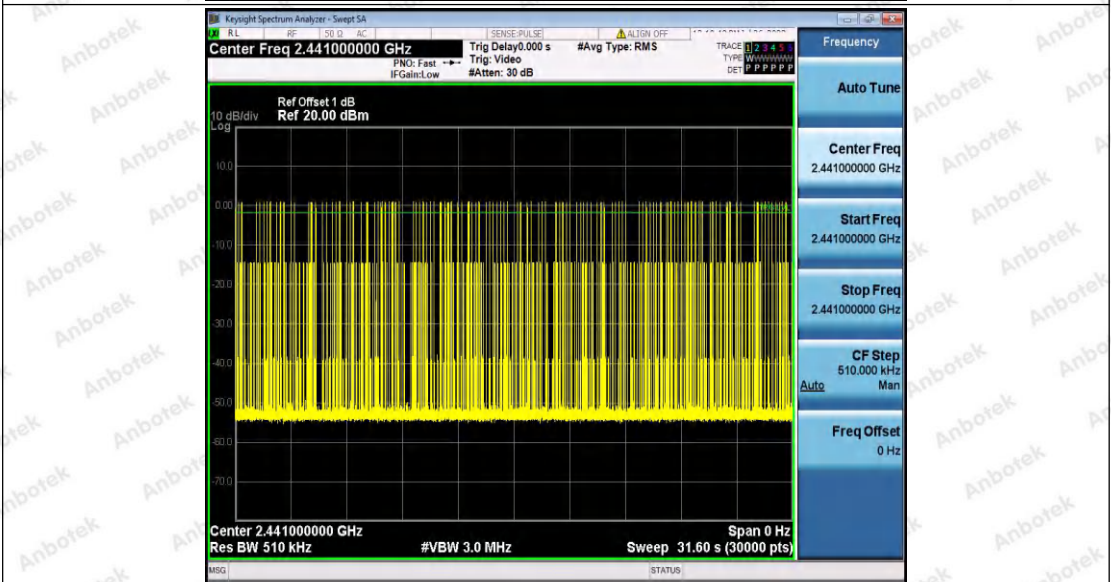 Keysight Spectrum Analyzer - Swept SA
RL RF 50 Ω AC SENSE:PULSE ALIGN OFF
Center Freq 2.441000000 GHz
PNO: Fast
IFGain:Low
Trig Delay0.000 s
Trig: Video
#Atten: 30 dB
#Avg Type: RMS
TRACE 1 2 3 4 5 6
TYPE WWWWWW
DET P P P P P P
Frequency
Auto Tune
Center Freq
2.441000000 GHz
Start Freq
2.441000000 GHz
Stop Freq
2.441000000 GHz
CF Step
510.000 kHz
Auto Man
Freq Offset
0 Hz
Ref Offset 1 dB
10 dB/div Ref 20.00 dBm
Log
10.0
0.00
-10.0
-20.0
-30.0
-40.0
-50.0
-60.0
-70.0
Center 2.441000000 GHz Span 0 Hz
Res BW 510 kHz #VBW 3.0 MHz Sweep 31.60 s (30000 pts)
MSG STATUS
Anbotek